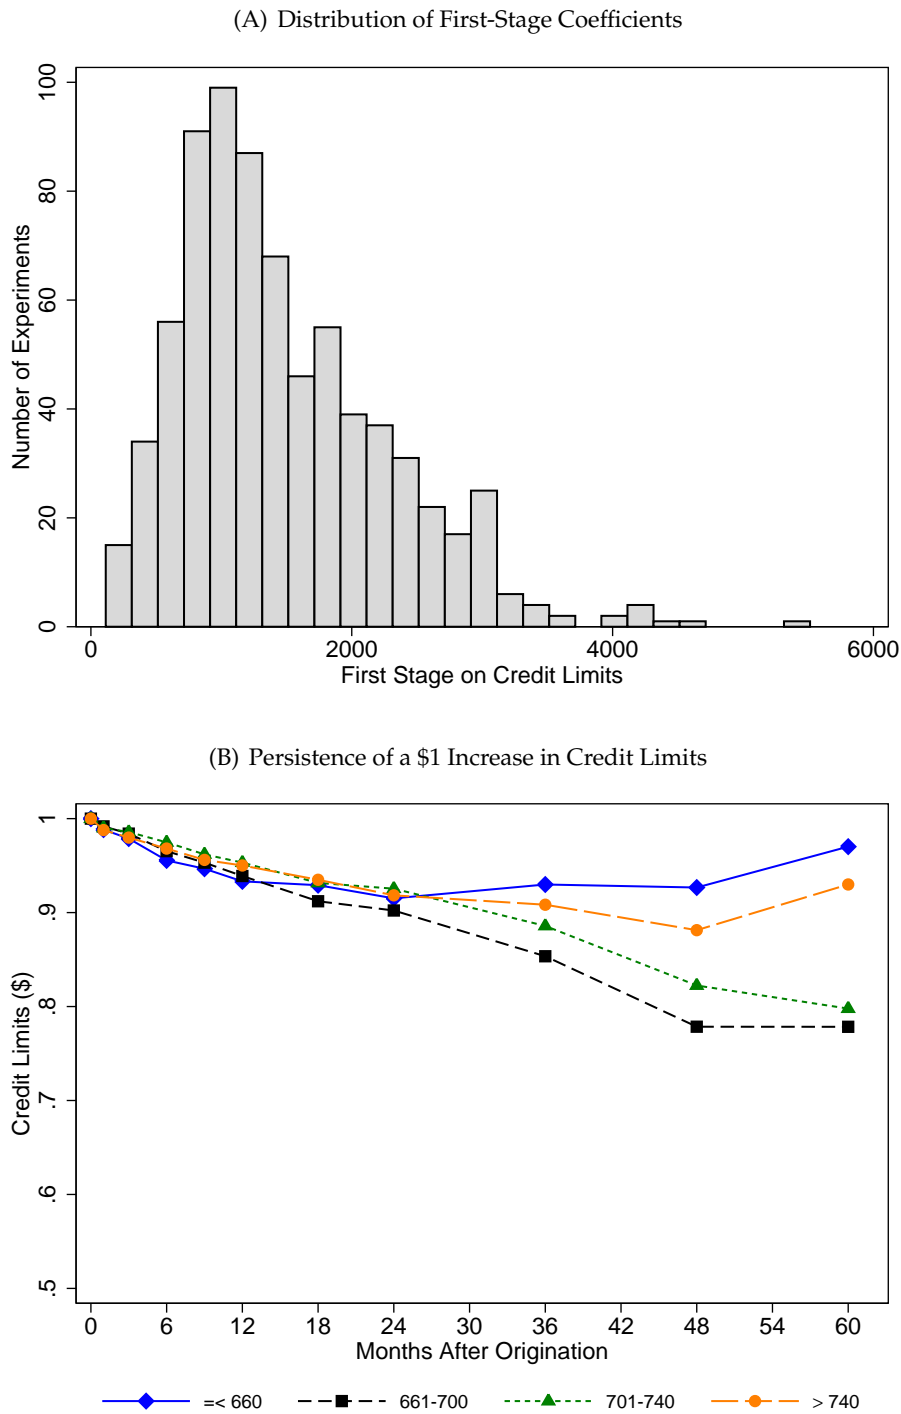 (A) Distribution of First-Stage Coefficients
100
80
60
40
20
0
Number of Experiments
0 2000 4000 6000
First Stage on Credit Limits
(B) Persistence of a $1 Increase in Credit Limits
1
.9
.8
.7
.6
.5
Credit Limits ($)
0 6 12 18 24 30 36 42 48 54 60
Months After Origination
=< 660 661-700 701-740 > 740